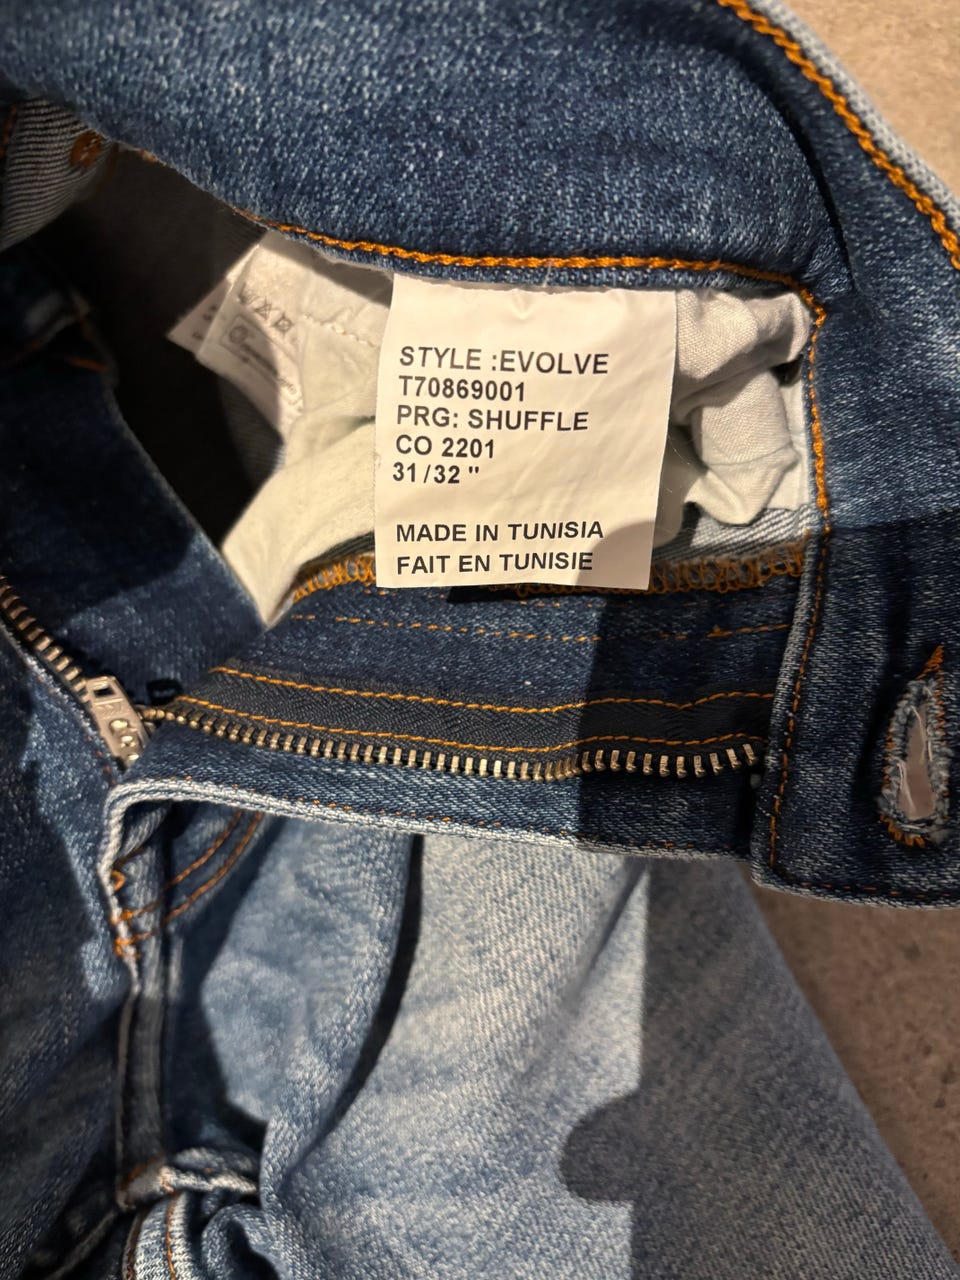 STYLE :EVOLVE
T70869001
PRG: SHUFFLE
CO 2201
31/32 "
MADE IN TUNISIA
FAIT EN TUNISIE